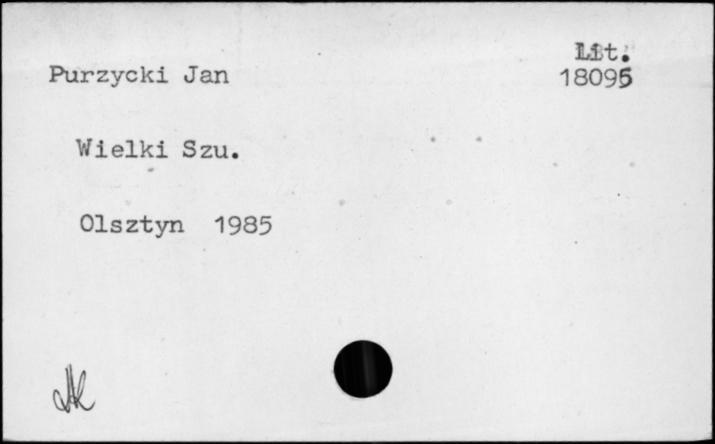 Lit.
Purzycki Jan 18095
Wielki Szu.
Olsztyn 1985